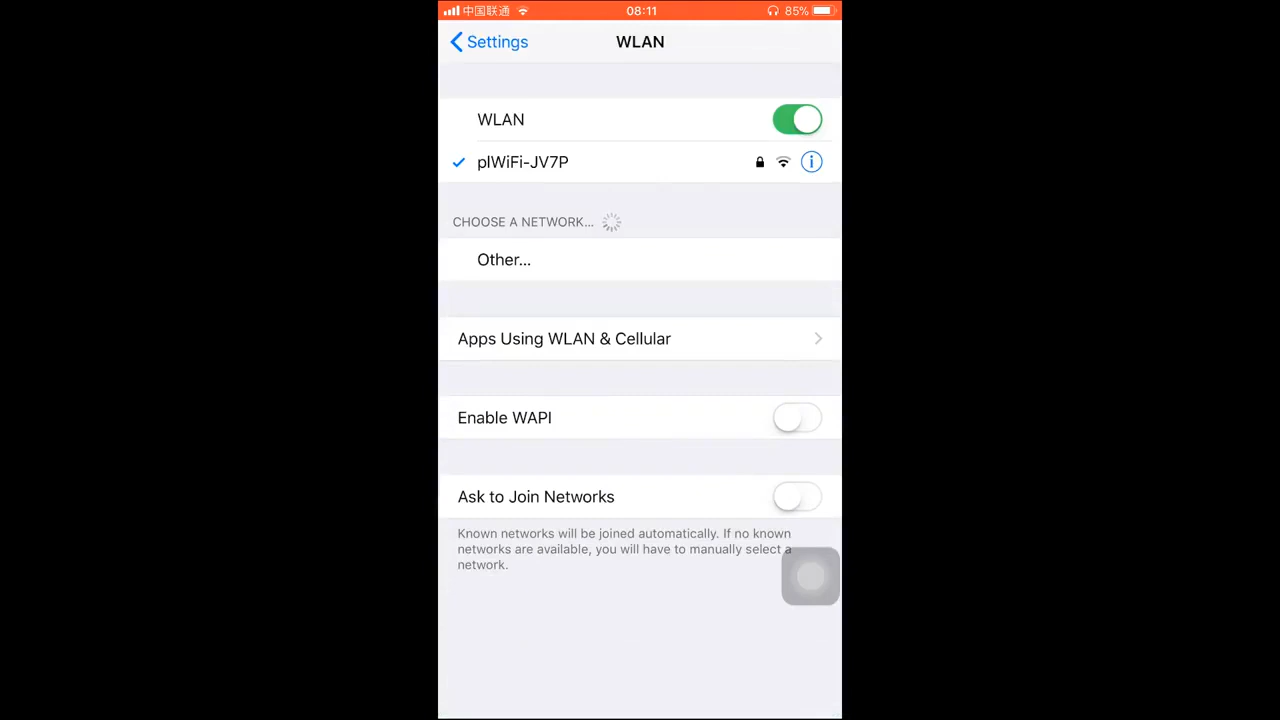 中国联通 08:11 85%
Settings WLAN
WLAN
plWiFi-JV7P
CHOOSE A NETWORK...
Other...
Apps Using WLAN & Cellular
Enable WAPI
Ask to Join Networks
Known networks will be joined automatically. If no known
networks are available, you will have to manually select a
network.